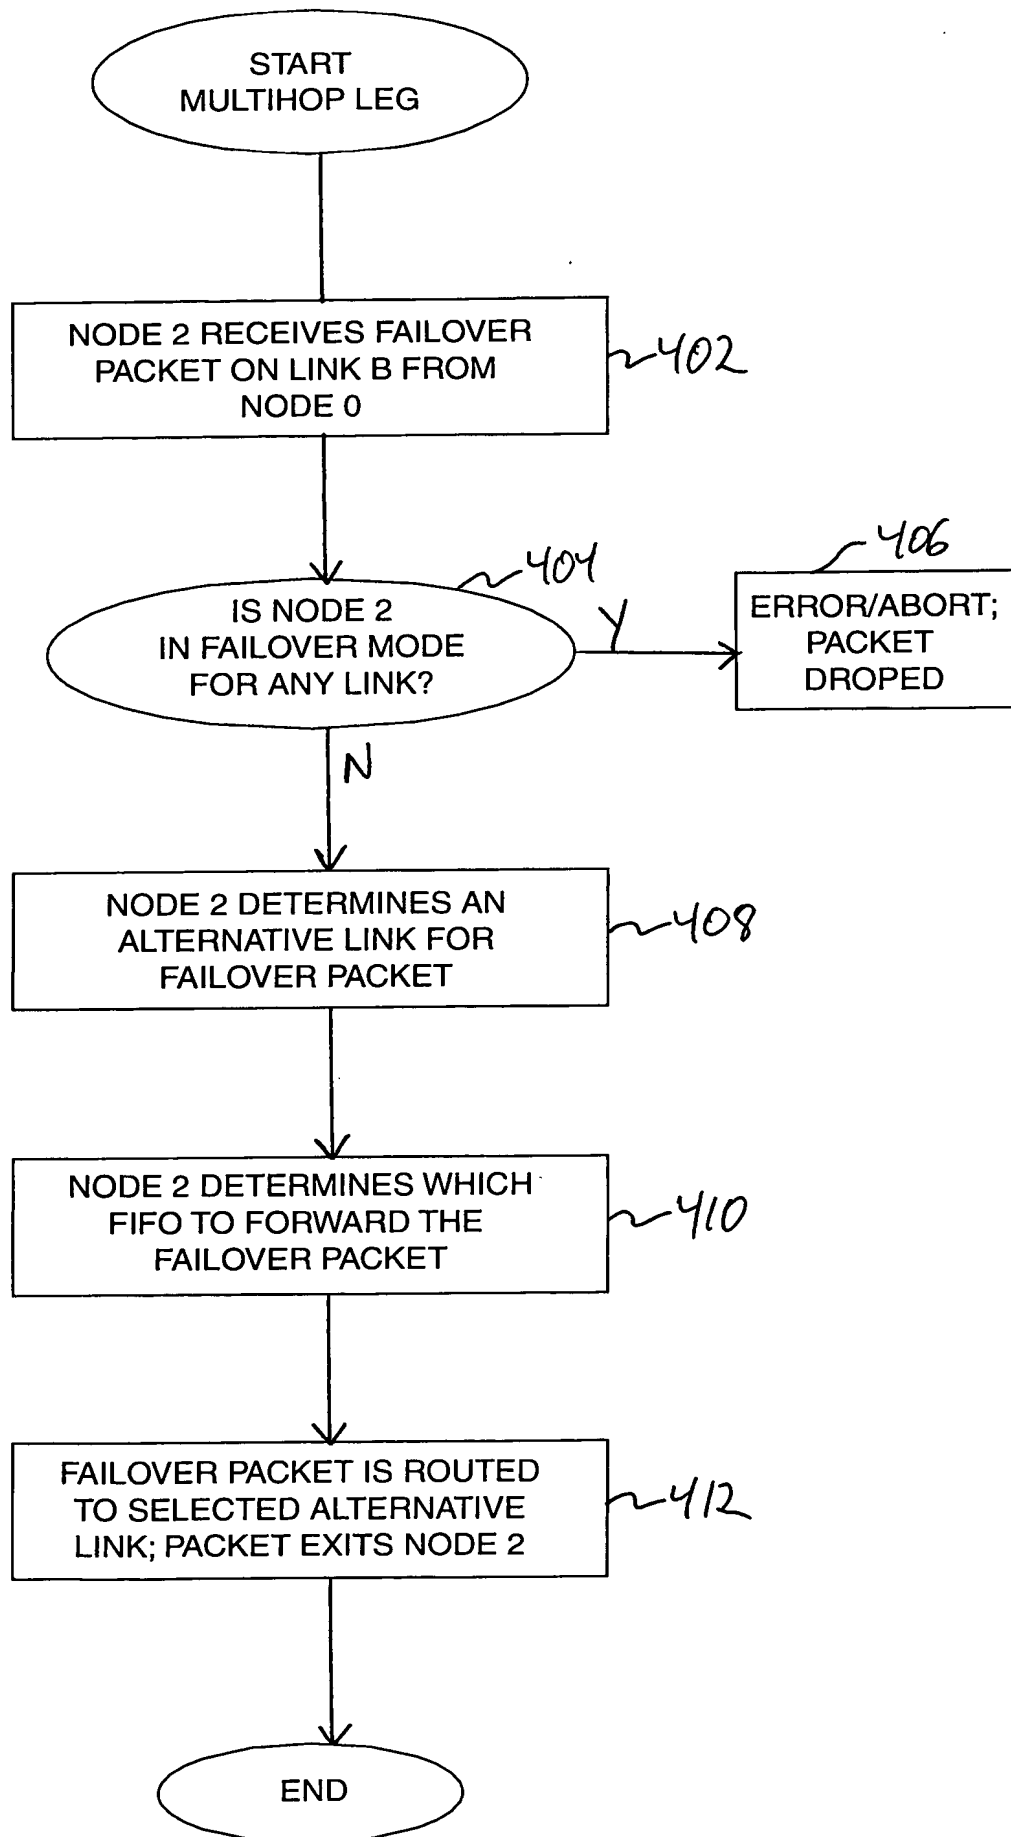 START
MULTIHOP LEG
NODE 2 RECEIVES FAILOVER
PACKET ON LINK B FROM
NODE 0
402
404
406
IS NODE 2
IN FAILOVER MODE
FOR ANY LINK?
Y
ERROR/ABORT;
PACKET
DROPED
N
NODE 2 DETERMINES AN
ALTERNATIVE LINK FOR
FAILOVER PACKET
408
NODE 2 DETERMINES WHICH
FIFO TO FORWARD THE
FAILOVER PACKET
410
FAILOVER PACKET IS ROUTED
TO SELECTED ALTERNATIVE
LINK; PACKET EXITS NODE 2
412
END